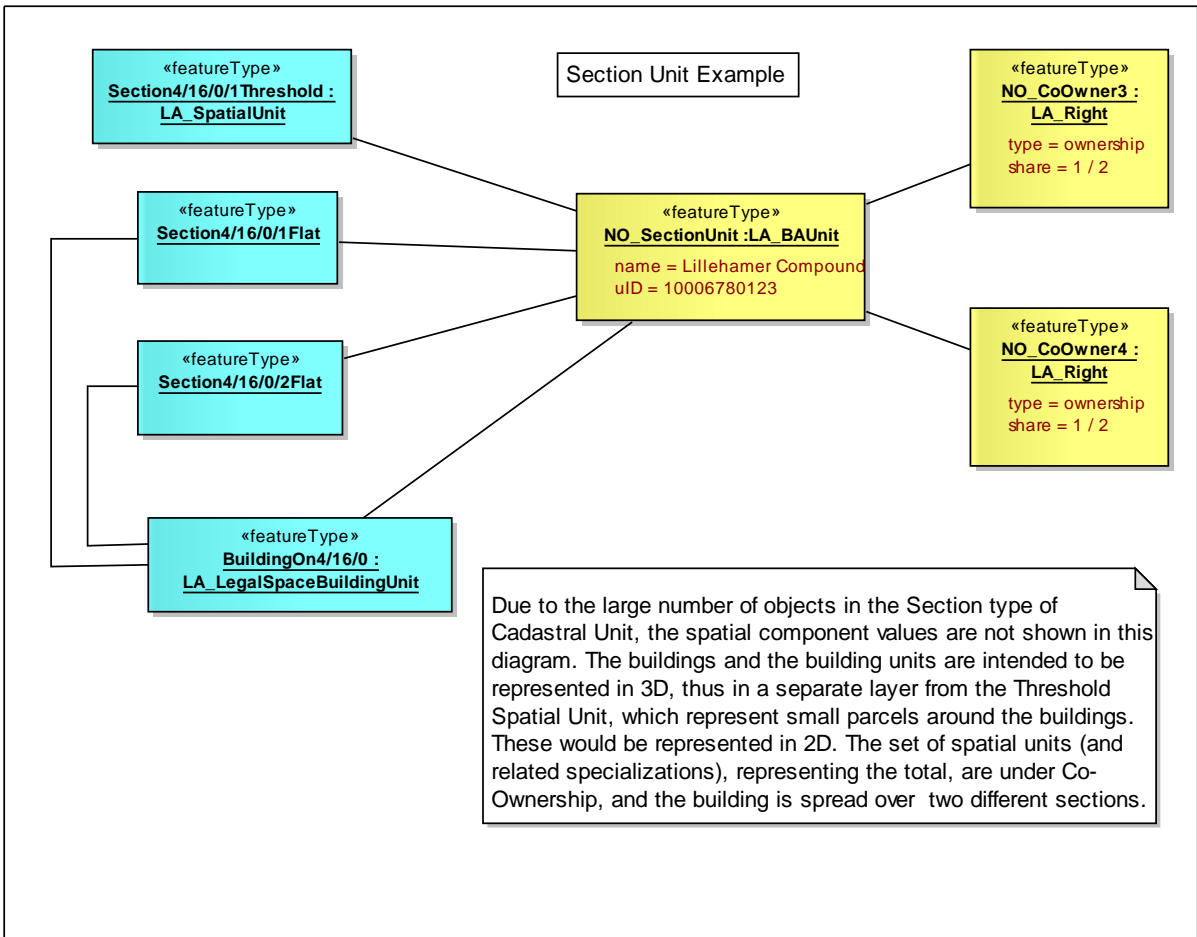 Section Unit Example
«featureType»
Section4/16/0/1Threshold :
LA_SpatialUnit
«featureType»
Section4/16/0/1Flat
«featureType»
Section4/16/0/2Flat
«featureType»
BuildingOn4/16/0 :
LA_LegalSpaceBuildingUnit
«featureType»
NO_SectionUnit :LA_BAUnit
name = Lillehamer Compound
uID = 10006780123
«featureType»
NO_CoOwner3 :
LA_Right
type = ownership
share = 1 / 2
«featureType»
NO_CoOwner4 :
LA_Right
type = ownership
share = 1 / 2
Due to the large number of objects in the Section type of
Cadastral Unit, the spatial component values are not shown in this
diagram. The buildings and the building units are intended to be
represented in 3D, thus in a separate layer from the Threshold
Spatial Unit, which represent small parcels around the buildings.
These would be represented in 2D. The set of spatial units (and
related specializations), representing the total, are under Co-
Ownership, and the building is spread over two different sections.